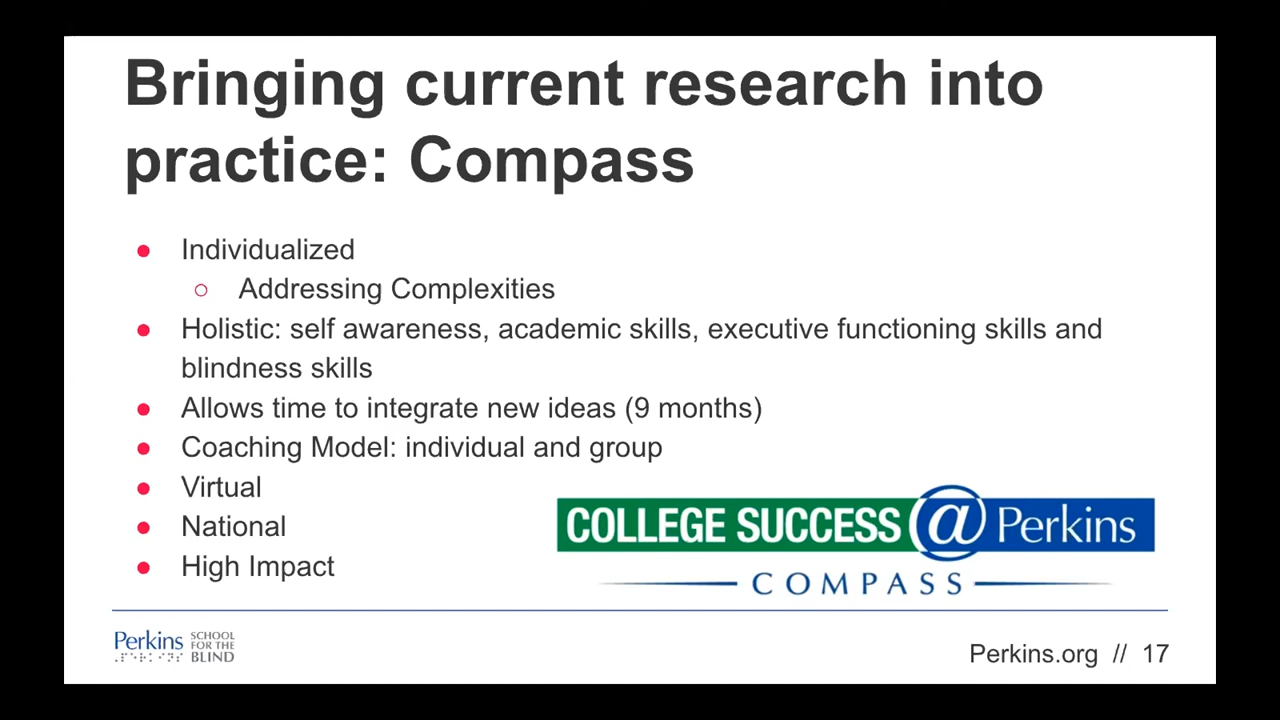 Bringing current research into
practice: Compass
● Individualized
○ Addressing Complexities
● Holistic: self awareness, academic skills, executive functioning skills and
blindness skills
● Allows time to integrate new ideas (9 months)
● Coaching Model: individual and group
● Virtual
● National
● High Impact
COLLEGE SUCCESS@Perkins
COMPASS
Perkins SCHOOL
FOR THE
BLIND
Perkins.org // 17